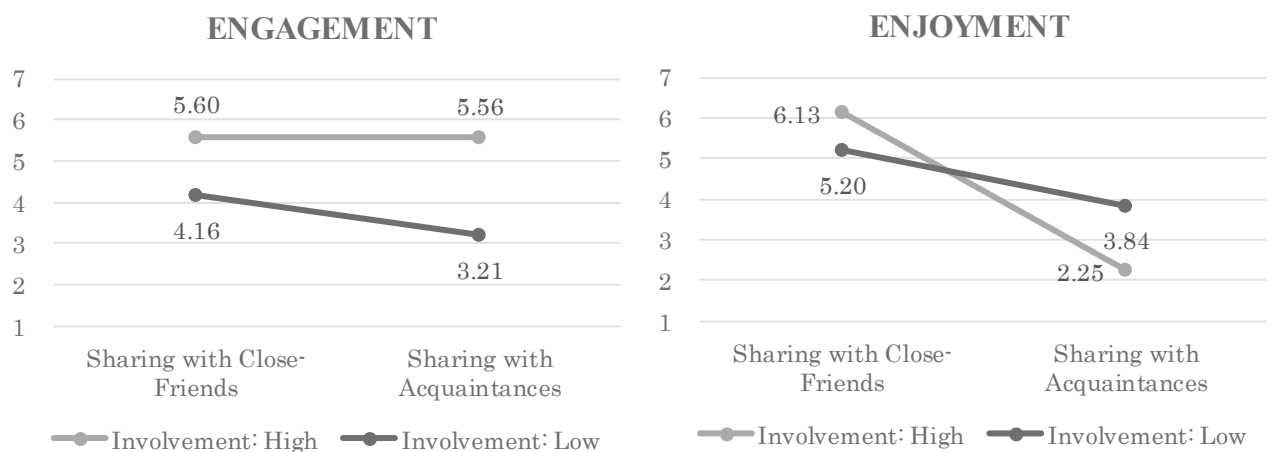 ENGAGEMENT
7
6
5
4
3
2
1
5.60
5.56
4.16
3.21
Sharing with Close-
Friends
Sharing with
Acquaintances
Involvement: High
Involvement: Low
ENJOYMENT
7
6
5
4
3
2
1
6.13
5.20
3.84
2.25
Sharing with Close-
Friends
Sharing with
Acquaintances
Involvement: High
Involvement: Low